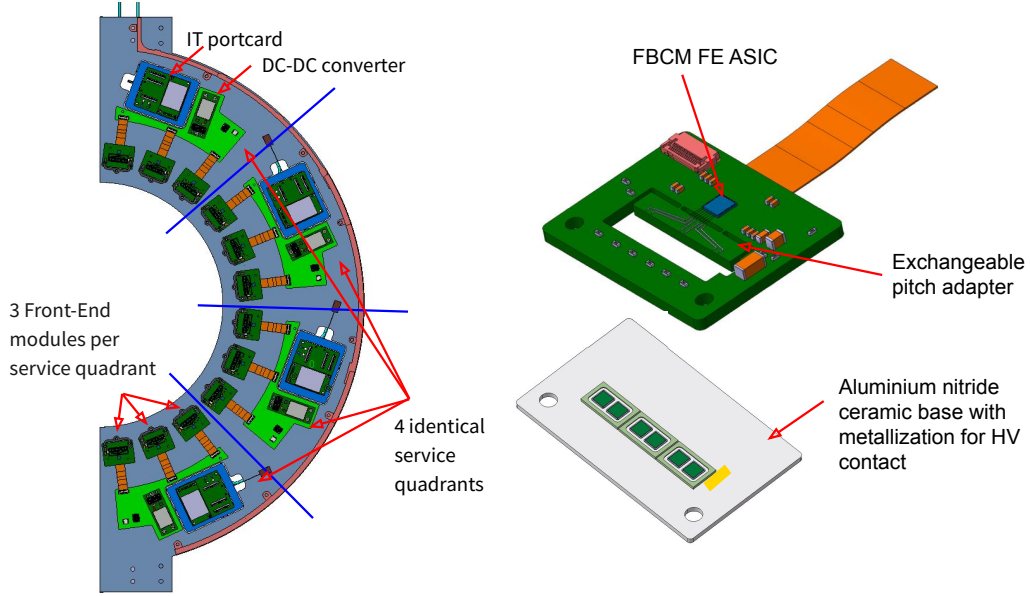 IT portcard
DC-DC converter
3 Front-End
modules per
service quadrant
4 identical
service
quadrants
FBCM FE ASIC
Exchangeable
pitch adapter
Aluminium nitride
ceramic base with
metallization for HV
contact